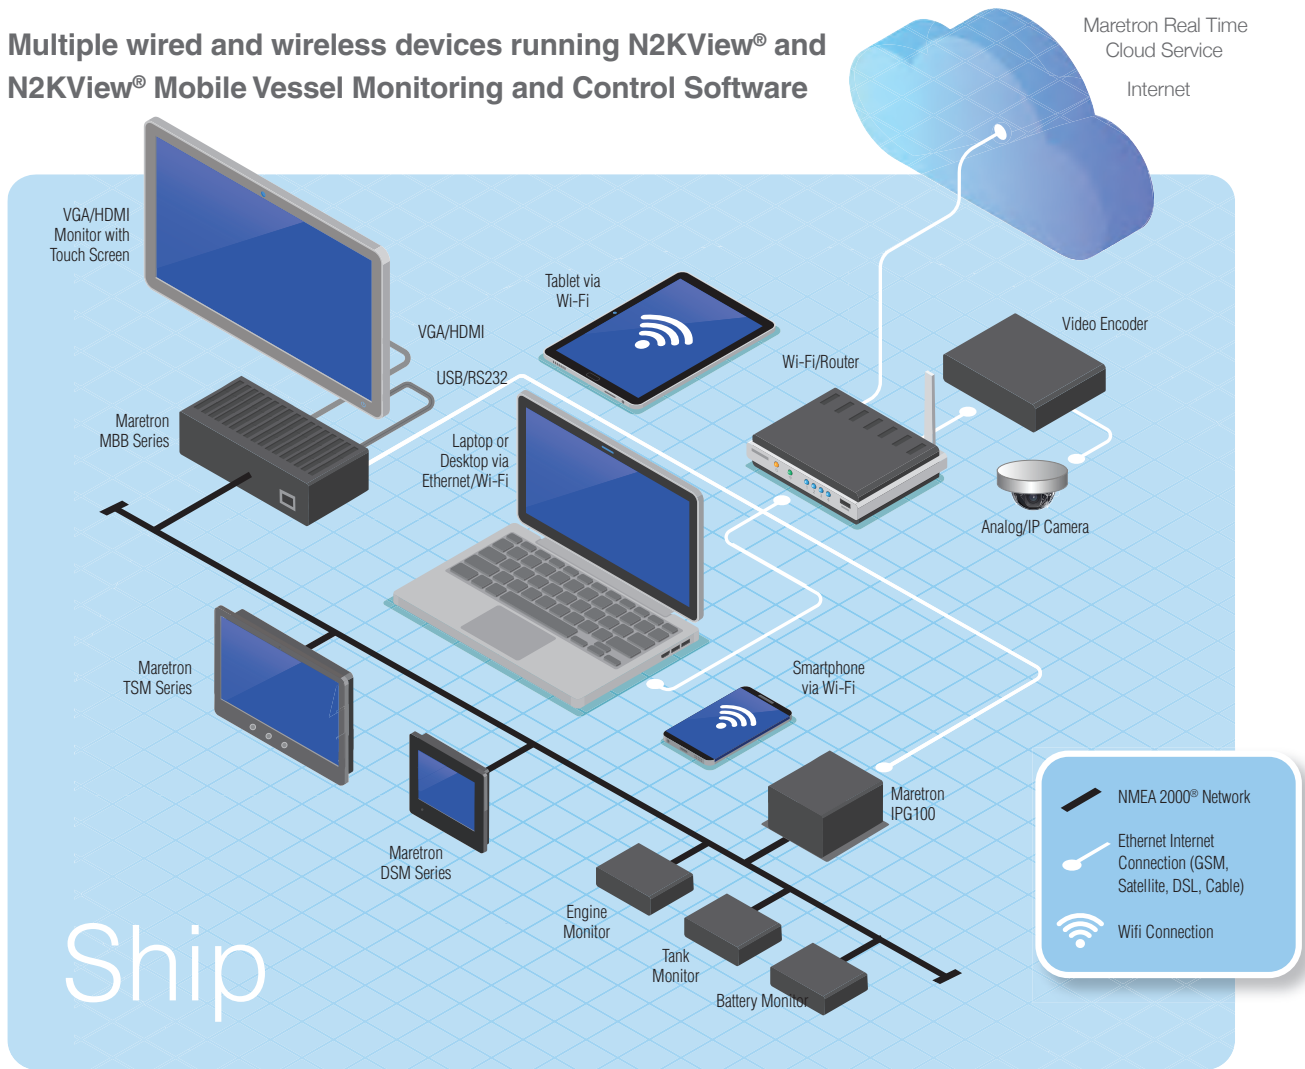 Multiple wired and wireless devices running N2KView® and
N2KView® Mobile Vessel Monitoring and Control Software
Maretron Real Time
Cloud Service
Internet
VGA/HDMI
Monitor with
Touch Screen
Tablet via
Wi-Fi
Video Encoder
VGA/HDMI
Wi-Fi/Router
USB/RS232
Maretron
MBB Series
Laptop or
Desktop via
Ethernet/Wi-Fi
Analog/IP Camera
Maretron
TSM Series
Smartphone
via Wi-Fi
Maretron
IPG100
Maretron
DSM Series
Engine
Monitor
Tank
Monitor
Battery Monitor
Ship
NMEA 2000® Network
Ethernet Internet
Connection (GSM,
Satellite, DSL, Cable)
Wifi Connection